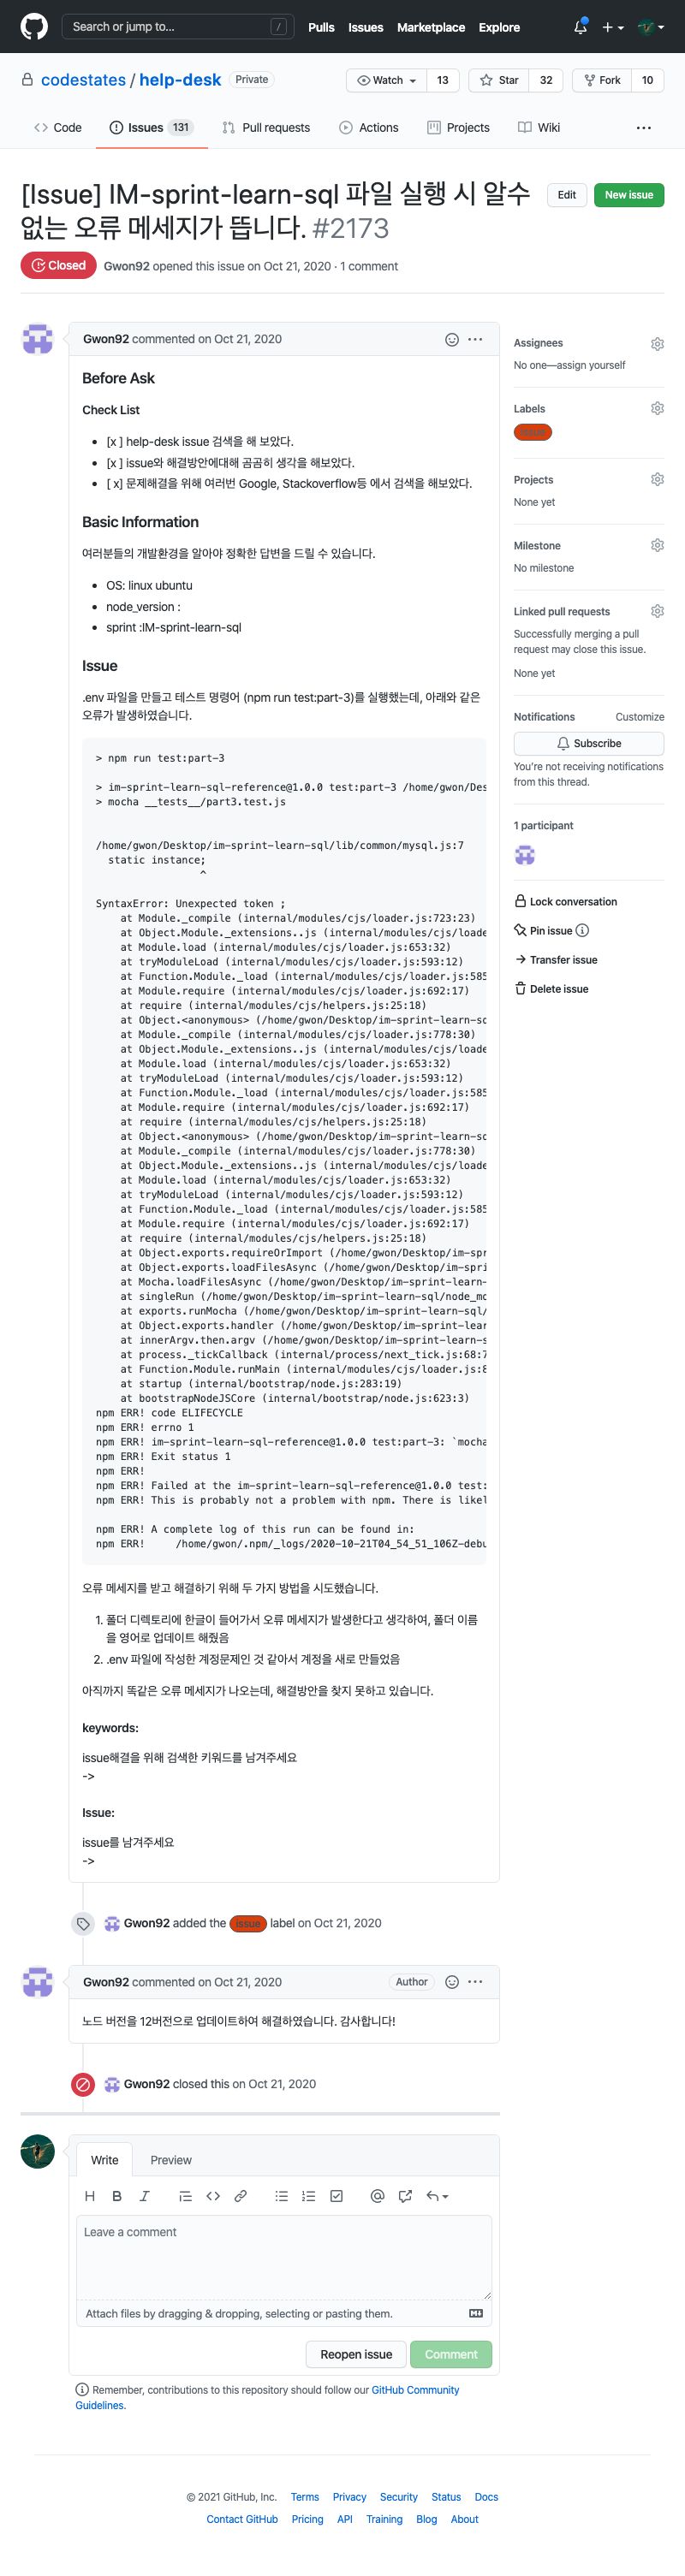 Search or jump to... / Pulls Issues Marketplace Explore
codestates / help-desk Private Watch 13 Star 32 Fork 10
Code Issues 131 Pull requests Actions Projects Wiki
[Issue] IM-sprint-learn-sql 파일 실행 시 알수
없는 오류 메세지가 뜹니다. #2173
Edit New issue
Closed Gwon92 opened this issue on Oct 21, 2020 · 1 comment
Gwon92 commented on Oct 21, 2020
Before Ask
Check List
[x ] help-desk issue 검색을 해 보았다.
[x ] issue와 해결방안에대해 곰곰히 생각을 해보았다.
[ x] 문제해결을 위해 여러번 Google, Stackoverflow등 에서 검색을 해보았다.
Basic Information
여러분들의 개발환경을 알아야 정확한 답변을 드릴 수 있습니다.
OS: linux ubuntu
node_version :
sprint :IM-sprint-learn-sql
Issue
.env 파일을 만들고 테스트 명령어 (npm run test:part-3)를 실행했는데, 아래와 같은
오류가 발생하였습니다.
> npm run test:part-3
> im-sprint-learn-sql-reference@1.0.0 test:part-3 /home/gwon/Des
> mocha __tests__/part3.test.js
/home/gwon/Desktop/im-sprint-learn-sql/lib/common/mysql.js:7
static instance;
^
SyntaxError: Unexpected token ;
at Module._compile (internal/modules/cjs/loader.js:723:23)
at Object.Module._extensions..js (internal/modules/cjs/loade
at Module.load (internal/modules/cjs/loader.js:653:32)
at tryModuleLoad (internal/modules/cjs/loader.js:593:12)
at Function.Module._load (internal/modules/cjs/loader.js:585
at Module.require (internal/modules/cjs/loader.js:692:17)
at require (internal/modules/cjs/helpers.js:25:18)
at Object.<anonymous> (/home/gwon/Desktop/im-sprint-learn-sq
at Module._compile (internal/modules/cjs/loader.js:778:30)
at Object.Module._extensions..js (internal/modules/cjs/loade
at Module.load (internal/modules/cjs/loader.js:653:32)
at tryModuleLoad (internal/modules/cjs/loader.js:593:12)
at Function.Module._load (internal/modules/cjs/loader.js:585
at Module.require (internal/modules/cjs/loader.js:692:17)
at require (internal/modules/cjs/helpers.js:25:18)
at Object.<anonymous> (/home/gwon/Desktop/im-sprint-learn-sq
at Module._compile (internal/modules/cjs/loader.js:778:30)
at Object.Module._extensions..js (internal/modules/cjs/loade
at Module.load (internal/modules/cjs/loader.js:653:32)
at tryModuleLoad (internal/modules/cjs/loader.js:593:12)
at Function.Module._load (internal/modules/cjs/loader.js:585
at Module.require (internal/modules/cjs/loader.js:692:17)
at require (internal/modules/cjs/helpers.js:25:18)
at Object.exports.requireOrImport (/home/gwon/Desktop/im-spr
at Object.exports.loadFilesAsync (/home/gwon/Desktop/im-spri
at Mocha.loadFilesAsync (/home/gwon/Desktop/im-sprint-learn-
at singleRun (/home/gwon/Desktop/im-sprint-learn-sql/node_mo
at exports.runMocha (/home/gwon/Desktop/im-sprint-learn-sql/
at Object.exports.handler (/home/gwon/Desktop/im-sprint-lear
at innerArgv.then.argv (/home/gwon/Desktop/im-sprint-learn-s
at process._tickCallback (internal/process/next_tick.js:68:7
at Function.Module.runMain (internal/modules/cjs/loader.js:8
at startup (internal/bootstrap/node.js:283:19)
at bootstrapNodeJSCore (internal/bootstrap/node.js:623:3)
npm ERR! code ELIFECYCLE
npm ERR! errno 1
npm ERR! im-sprint-learn-sql-reference@1.0.0 test:part-3: `mocha
npm ERR! Exit status 1
npm ERR!
npm ERR! Failed at the im-sprint-learn-sql-reference@1.0.0 test:
npm ERR! This is probably not a problem with npm. There is likel
npm ERR! A complete log of this run can be found in:
npm ERR! /home/gwon/.npm/_logs/2020-10-21T04_54_51_106Z-debu
오류 메세지를 받고 해결하기 위해 두 가지 방법을 시도했습니다.
1. 폴더 디렉토리에 한글이 들어가서 오류 메세지가 발생한다고 생각하여, 폴더 이름
을 영어로 업데이트 해줬음
2. .env 파일에 작성한 계정문제인 것 같아서 계정을 새로 만들었음
아직까지 똑같은 오류 메세지가 나오는데, 해결방안을 찾지 못하고 있습니다.
keywords:
issue해결을 위해 검색한 키워드를 남겨주세요
->
Issue:
issue를 남겨주세요
->
Gwon92 added the issue label on Oct 21, 2020
Gwon92 commented on Oct 21, 2020 Author
노드 버전을 12버전으로 업데이트하여 해결하였습니다. 감사합니다!
Gwon92 closed this on Oct 21, 2020
Write Preview
Leave a comment
Attach files by dragging & dropping, selecting or pasting them.
Reopen issue Comment
Remember, contributions to this repository should follow our GitHub Community
Guidelines.
Assignees
No one—assign yourself
Labels
issue
Projects
None yet
Milestone
No milestone
Linked pull requests
Successfully merging a pull
request may close this issue.
None yet
Notifications Customize
Subscribe
You're not receiving notifications
from this thread.
1 participant
Lock conversation
Pin issue
Transfer issue
Delete issue
© 2021 GitHub, Inc. Terms Privacy Security Status Docs
Contact GitHub Pricing API Training Blog About